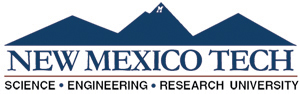 NEW MEXICO TECH
SCIENCE • ENGINEERING • RESEARCH UNIVERSITY